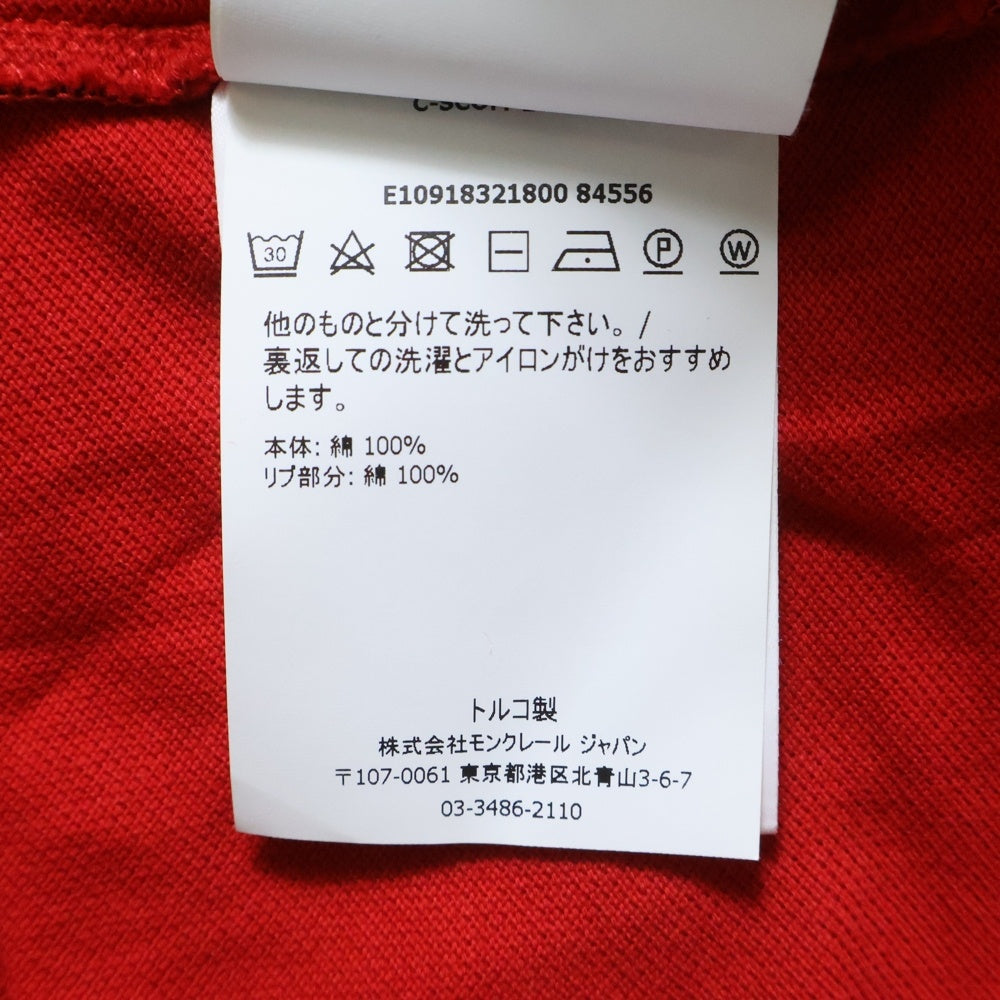 E10918321800 84556
30
P
W
他のものと分けて洗って下さい。/
裏返しての洗濯とアイロンがけをおすすめ
します。
本体: 綿 100%
リブ部分: 綿 100%
トルコ製
株式会社モンクレール ジャパン
〒107-0061 東京都港区北青山3-6-7
03-3486-2110